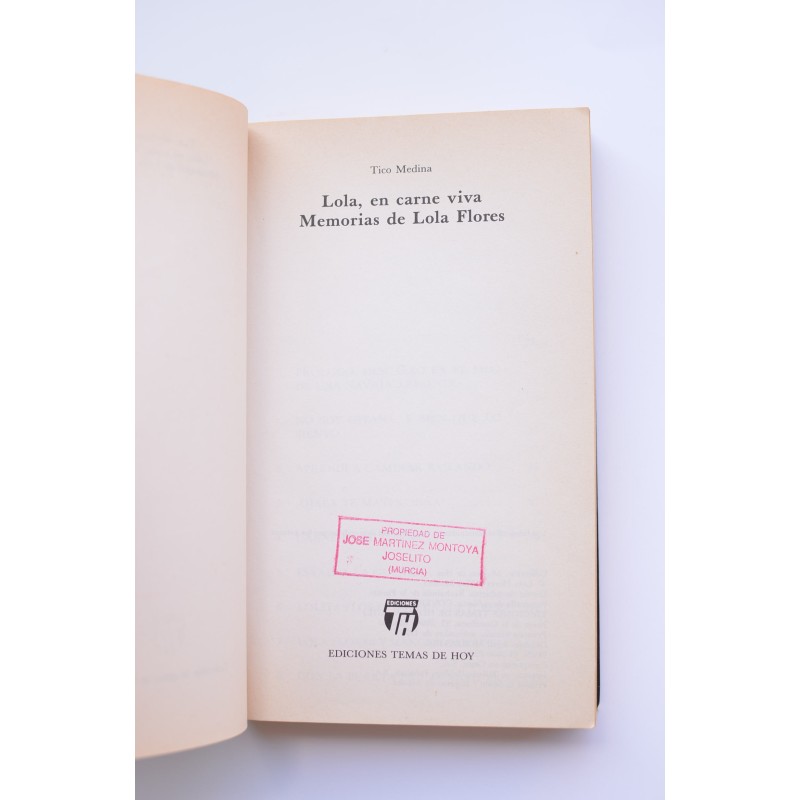 Tico Medina
Lola, en carne viva
Memorias de Lola Flores
PROPIEDAD DE
JOSE MARTINEZ MONTOYA
JOSELITO
(MURCIA)
EDICIONES
TH
EDICIONES TEMAS DE HOY